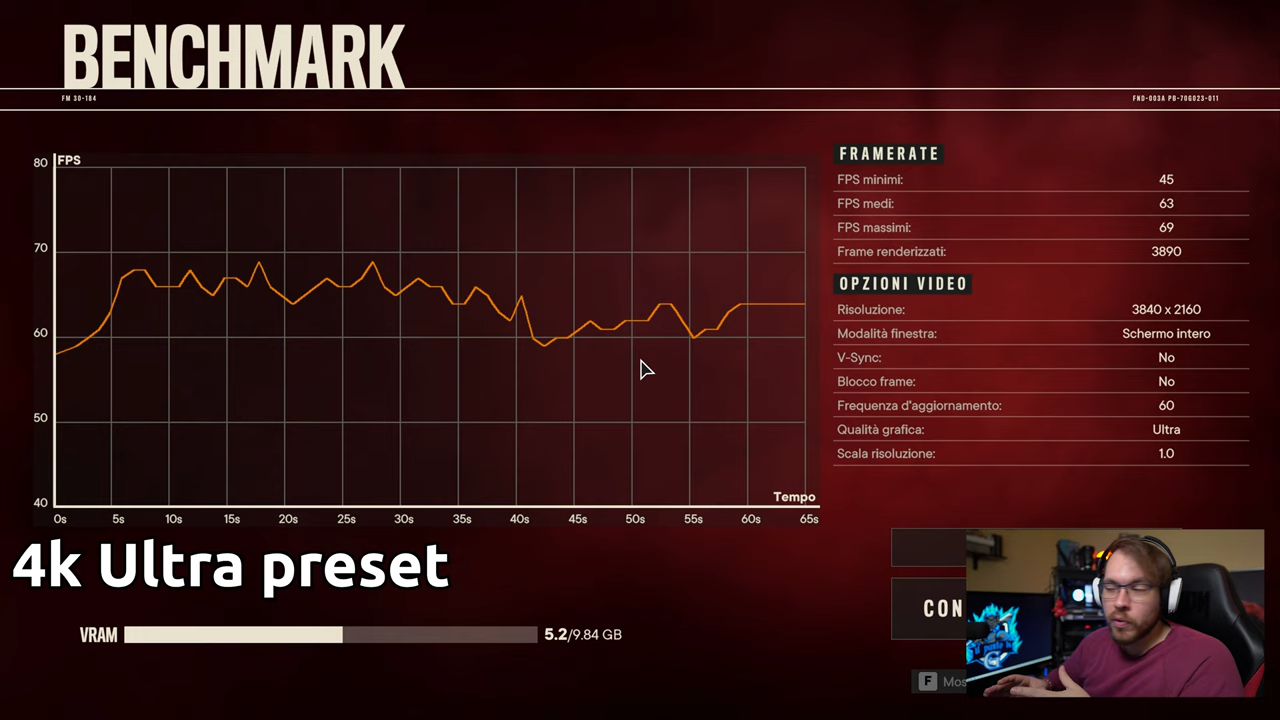 BENCHMARK
FM 30-184
FND-003A PB-706023-011
80
FPS
70
60
50
40
Tempo
0s 5s 10s 15s 20s 25s 30s 35s 40s 45s 50s 55s 60s 65s
FRAMERATE
FPS minimi: 45
FPS medi: 63
FPS massimi: 69
Frame renderizzati: 3890
OPZIONI VIDEO
Risoluzione: 3840 x 2160
Modalità finestra: Schermo intero
V-Sync: No
Blocco frame: No
Frequenza d'aggiornamento: 60
Qualità grafica: Ultra
Scala risoluzione: 1.0
4k Ultra preset
VRAM 5.2/9.84 GB
CON
F Mos